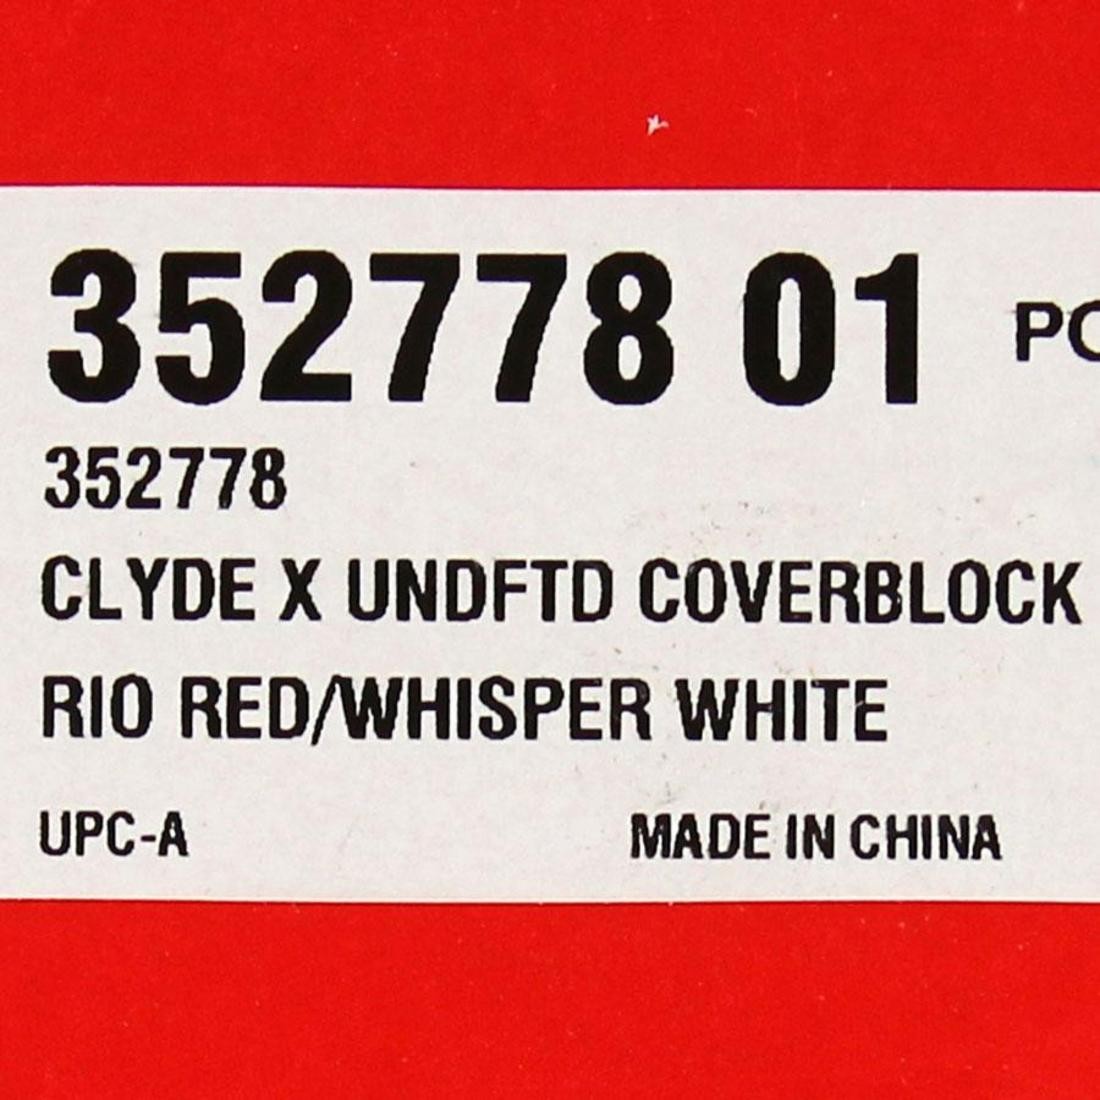 352778 01
352778
CLYDE X UNDFTD COVERBLOCK
RIO RED/WHISPER WHITE
UPC-A MADE IN CHINA